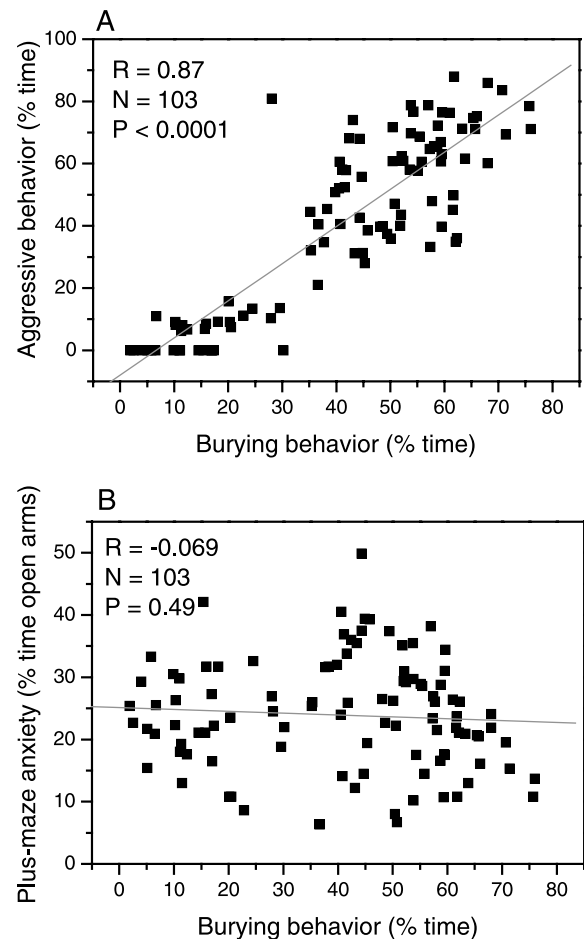 A
R = 0.87
N = 103
P < 0.0001
Aggressive behavior (% time)
100
80
60
40
20
0
0 10 20 30 40 50 60 70 80
Burying behavior (% time)
B
R = -0.069
N = 103
P = 0.49
Plus-maze anxiety (% time open arms)
50
40
30
20
10
0
0 10 20 30 40 50 60 70 80
Burying behavior (% time)